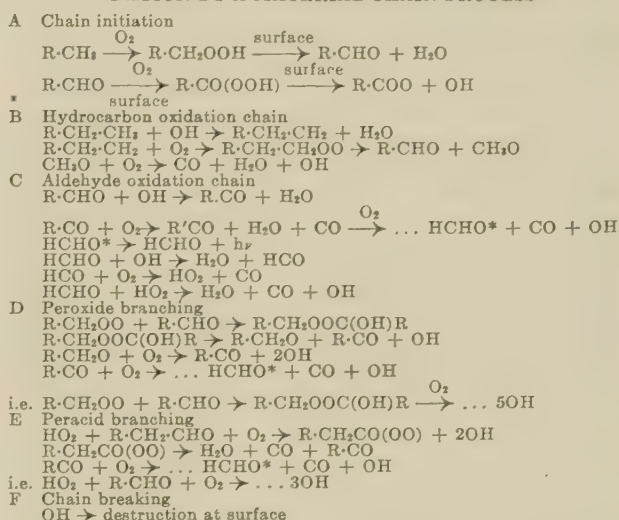 A Chain initiation
O₂ surface
R·CH₃ → R·CH₂OOH → R·CHO + H₂O
O₂ surface
R·CHO → R·CO(OOH) → R·COO + OH
* surface
B Hydrocarbon oxidation chain
R·CH₂·CH₃ + OH → R·CH₂·CH₂ + H₂O
R·CH₂·CH₂ + O₂ → R·CH₂·CH₂OO → R·CHO + CH₃O
CH₃O + O₂ → CO + H₂O + OH
C Aldehyde oxidation chain
R·CHO + OH → R.CO + H₂O
O₂
R·CO + O₂ → R′CO + H₂O + CO → ... HCHO* + CO + OH
HCHO* → HCHO + hν
HCHO + OH → H₂O + HCO
HCO + O₂ → HO₂ + CO
HCHO + HO₂ → H₂O + CO + OH
D Peroxide branching
R·CH₂OO + R·CHO → R·CH₂OOC(OH)R
R·CH₂OOC(OH)R → R·CH₂O + R·CO + OH
R·CH₂O + O₂ → R·CO + 2OH
R·CO + O₂ → ... HCHO* + CO + OH
O₂
i.e. R·CH₂OO + R·CHO → R·CH₂OOC(OH)R → ... 5OH
E Peracid branching
HO₂ + R·CH₂·CHO + O₂ → R·CH₂CO(OO) + 2OH
R·CH₂CO(OO) → H₂O + CO + R·CO
RCO + O₂ → ... HCHO* + CO + OH
i.e. HO₂ + R·CHO + O₂ → ... 3OH
F Chain breaking
OH → destruction at surface